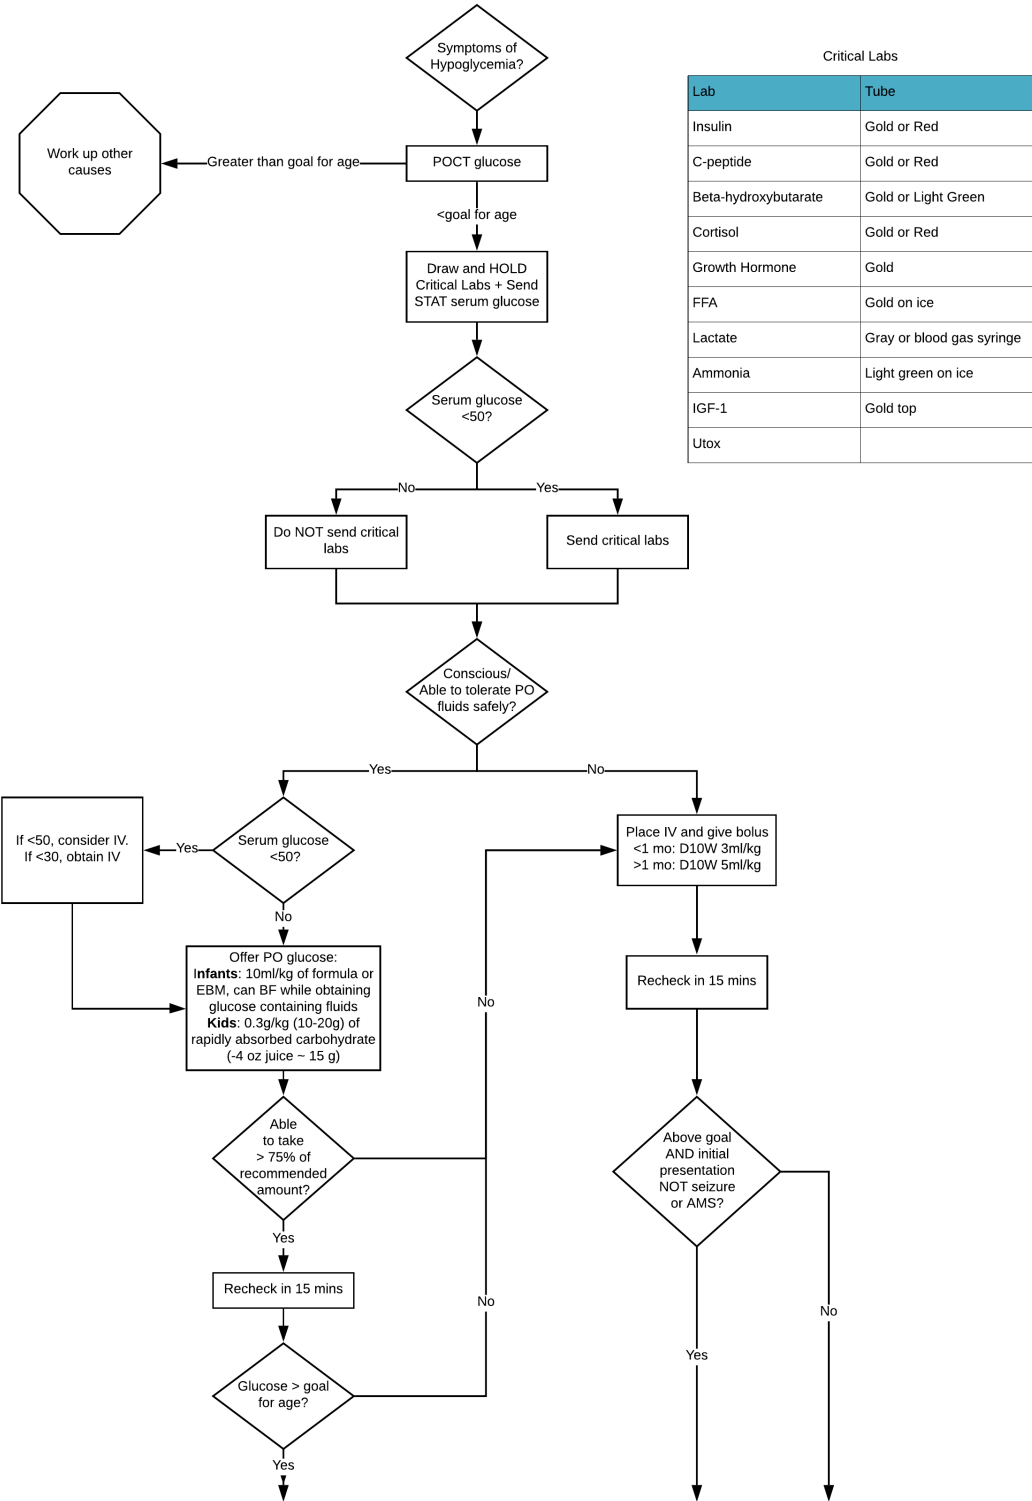 Symptoms of
Hypoglycemia?
Critical Labs
Lab Tube
Insulin Gold or Red
C-peptide Gold or Red
Beta-hydroxybutarate Gold or Light Green
Cortisol Gold or Red
Growth Hormone Gold
FFA Gold on ice
Lactate Gray or blood gas syringe
Ammonia Light green on ice
IGF-1 Gold top
Utox
Work up other
causes
Greater than goal for age
POCT glucose
<goal for age
Draw and HOLD
Critical Labs + Send
STAT serum glucose
Serum glucose
<50?
No
Yes
Do NOT send critical
labs
Send critical labs
Conscious/
Able to tolerate PO
fluids safely?
Yes
No
If <50, consider IV.
If <30, obtain IV
Yes
Serum glucose
<50?
Place IV and give bolus
<1 mo: D10W 3ml/kg
>1 mo: D10W 5ml/kg
No
Offer PO glucose:
Infants: 10ml/kg of formula or
EBM, can BF while obtaining
glucose containing fluids
Kids: 0.3g/kg (10-20g) of
rapidly absorbed carbohydrate
(-4 oz juice ~ 15 g)
Recheck in 15 mins
No
Able
to take
> 75% of
recommended
amount?
Above goal
AND initial
presentation
NOT seizure
or AMS?
Yes
Recheck in 15 mins
No
No
Yes
Glucose > goal
for age?
Yes